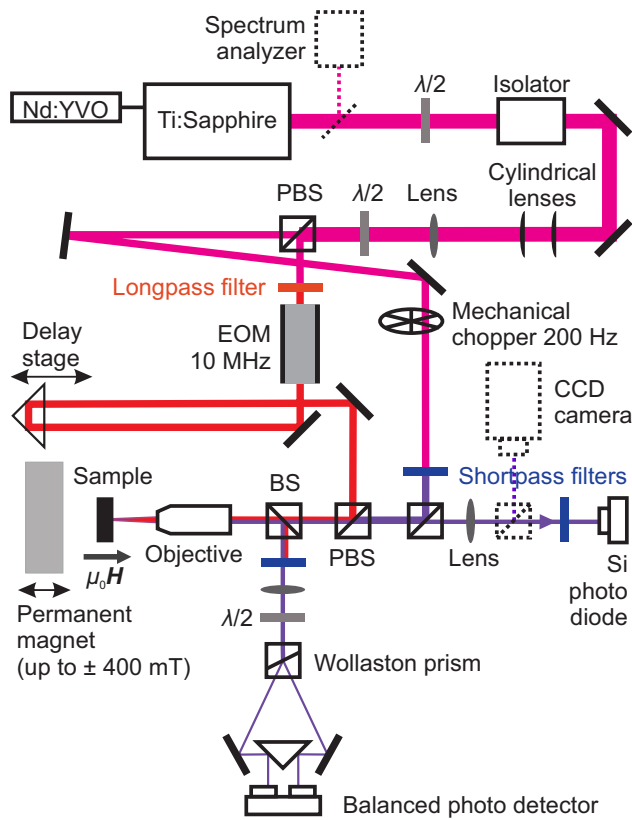 Spectrum
analyzer
Nd:YVO
Ti:Sapphire
λ/2
Isolator
PBS
λ/2
Lens
Cylindrical
lenses
Longpass filter
EOM
10 MHz
Mechanical
chopper 200 Hz
Delay
stage
CCD
camera
Sample
BS
Shortpass filters
Objective
PBS
Lens
Si
photo
diode
μ₀H
Permanent
magnet
(up to ± 400 mT)
λ/2
Wollaston prism
Balanced photo detector